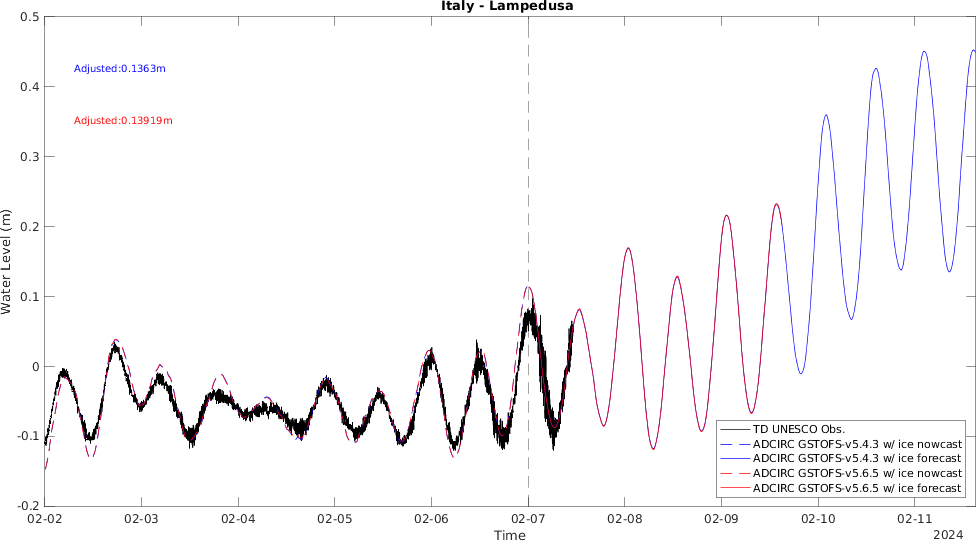 Italy - Lampedusa
0.5
0.4
0.3
0.2
0.1
0
-0.1
-0.2
Water Level (m)
Adjusted:0.1363m
Adjusted:0.13919m
TD UNESCO Obs.
ADCIRC GSTOFS-v5.4.3 w/ ice nowcast
ADCIRC GSTOFS-v5.4.3 w/ ice forecast
ADCIRC GSTOFS-v5.6.5 w/ ice nowcast
ADCIRC GSTOFS-v5.6.5 w/ ice forecast
02-02 02-03 02-04 02-05 02-06 02-07 02-08 02-09 02-10 02-11
Time
2024